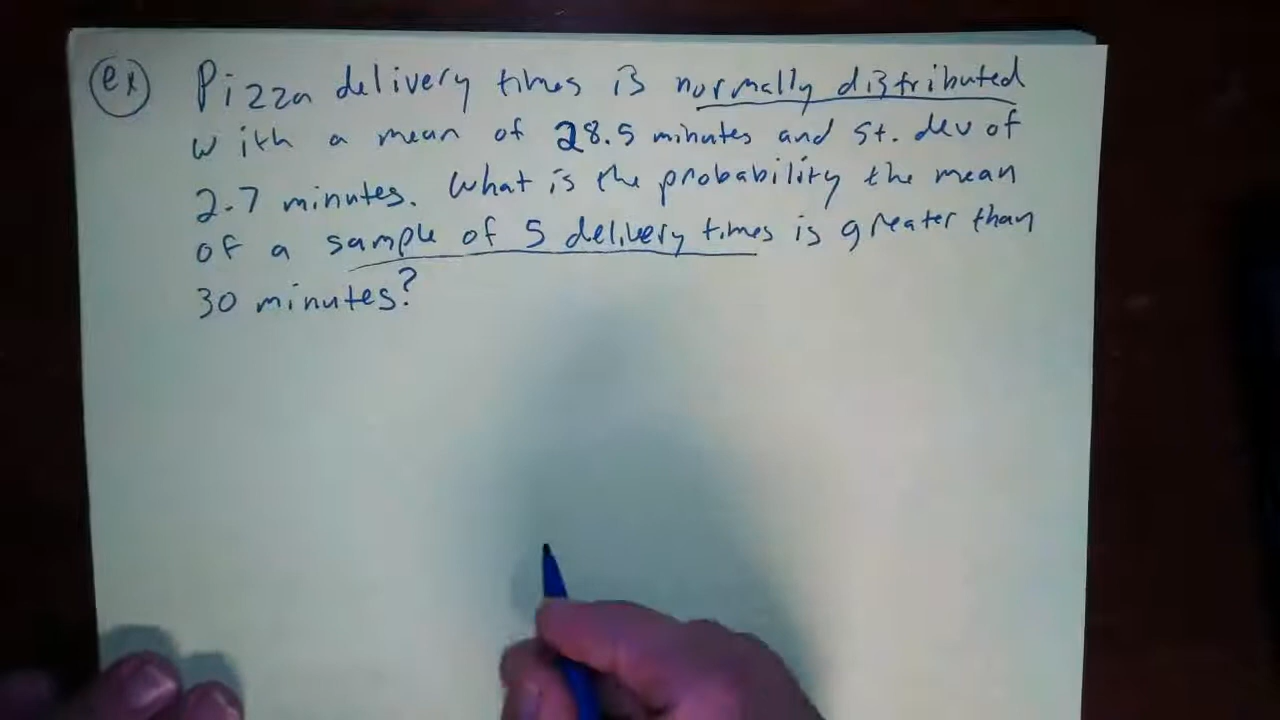 ex Pizza delivery times is normally distributed
with a mean of 28.5 minutes and st. dev of
2.7 minutes. What is the probability the mean
of a sample of 5 delivery times is greater than
30 minutes?